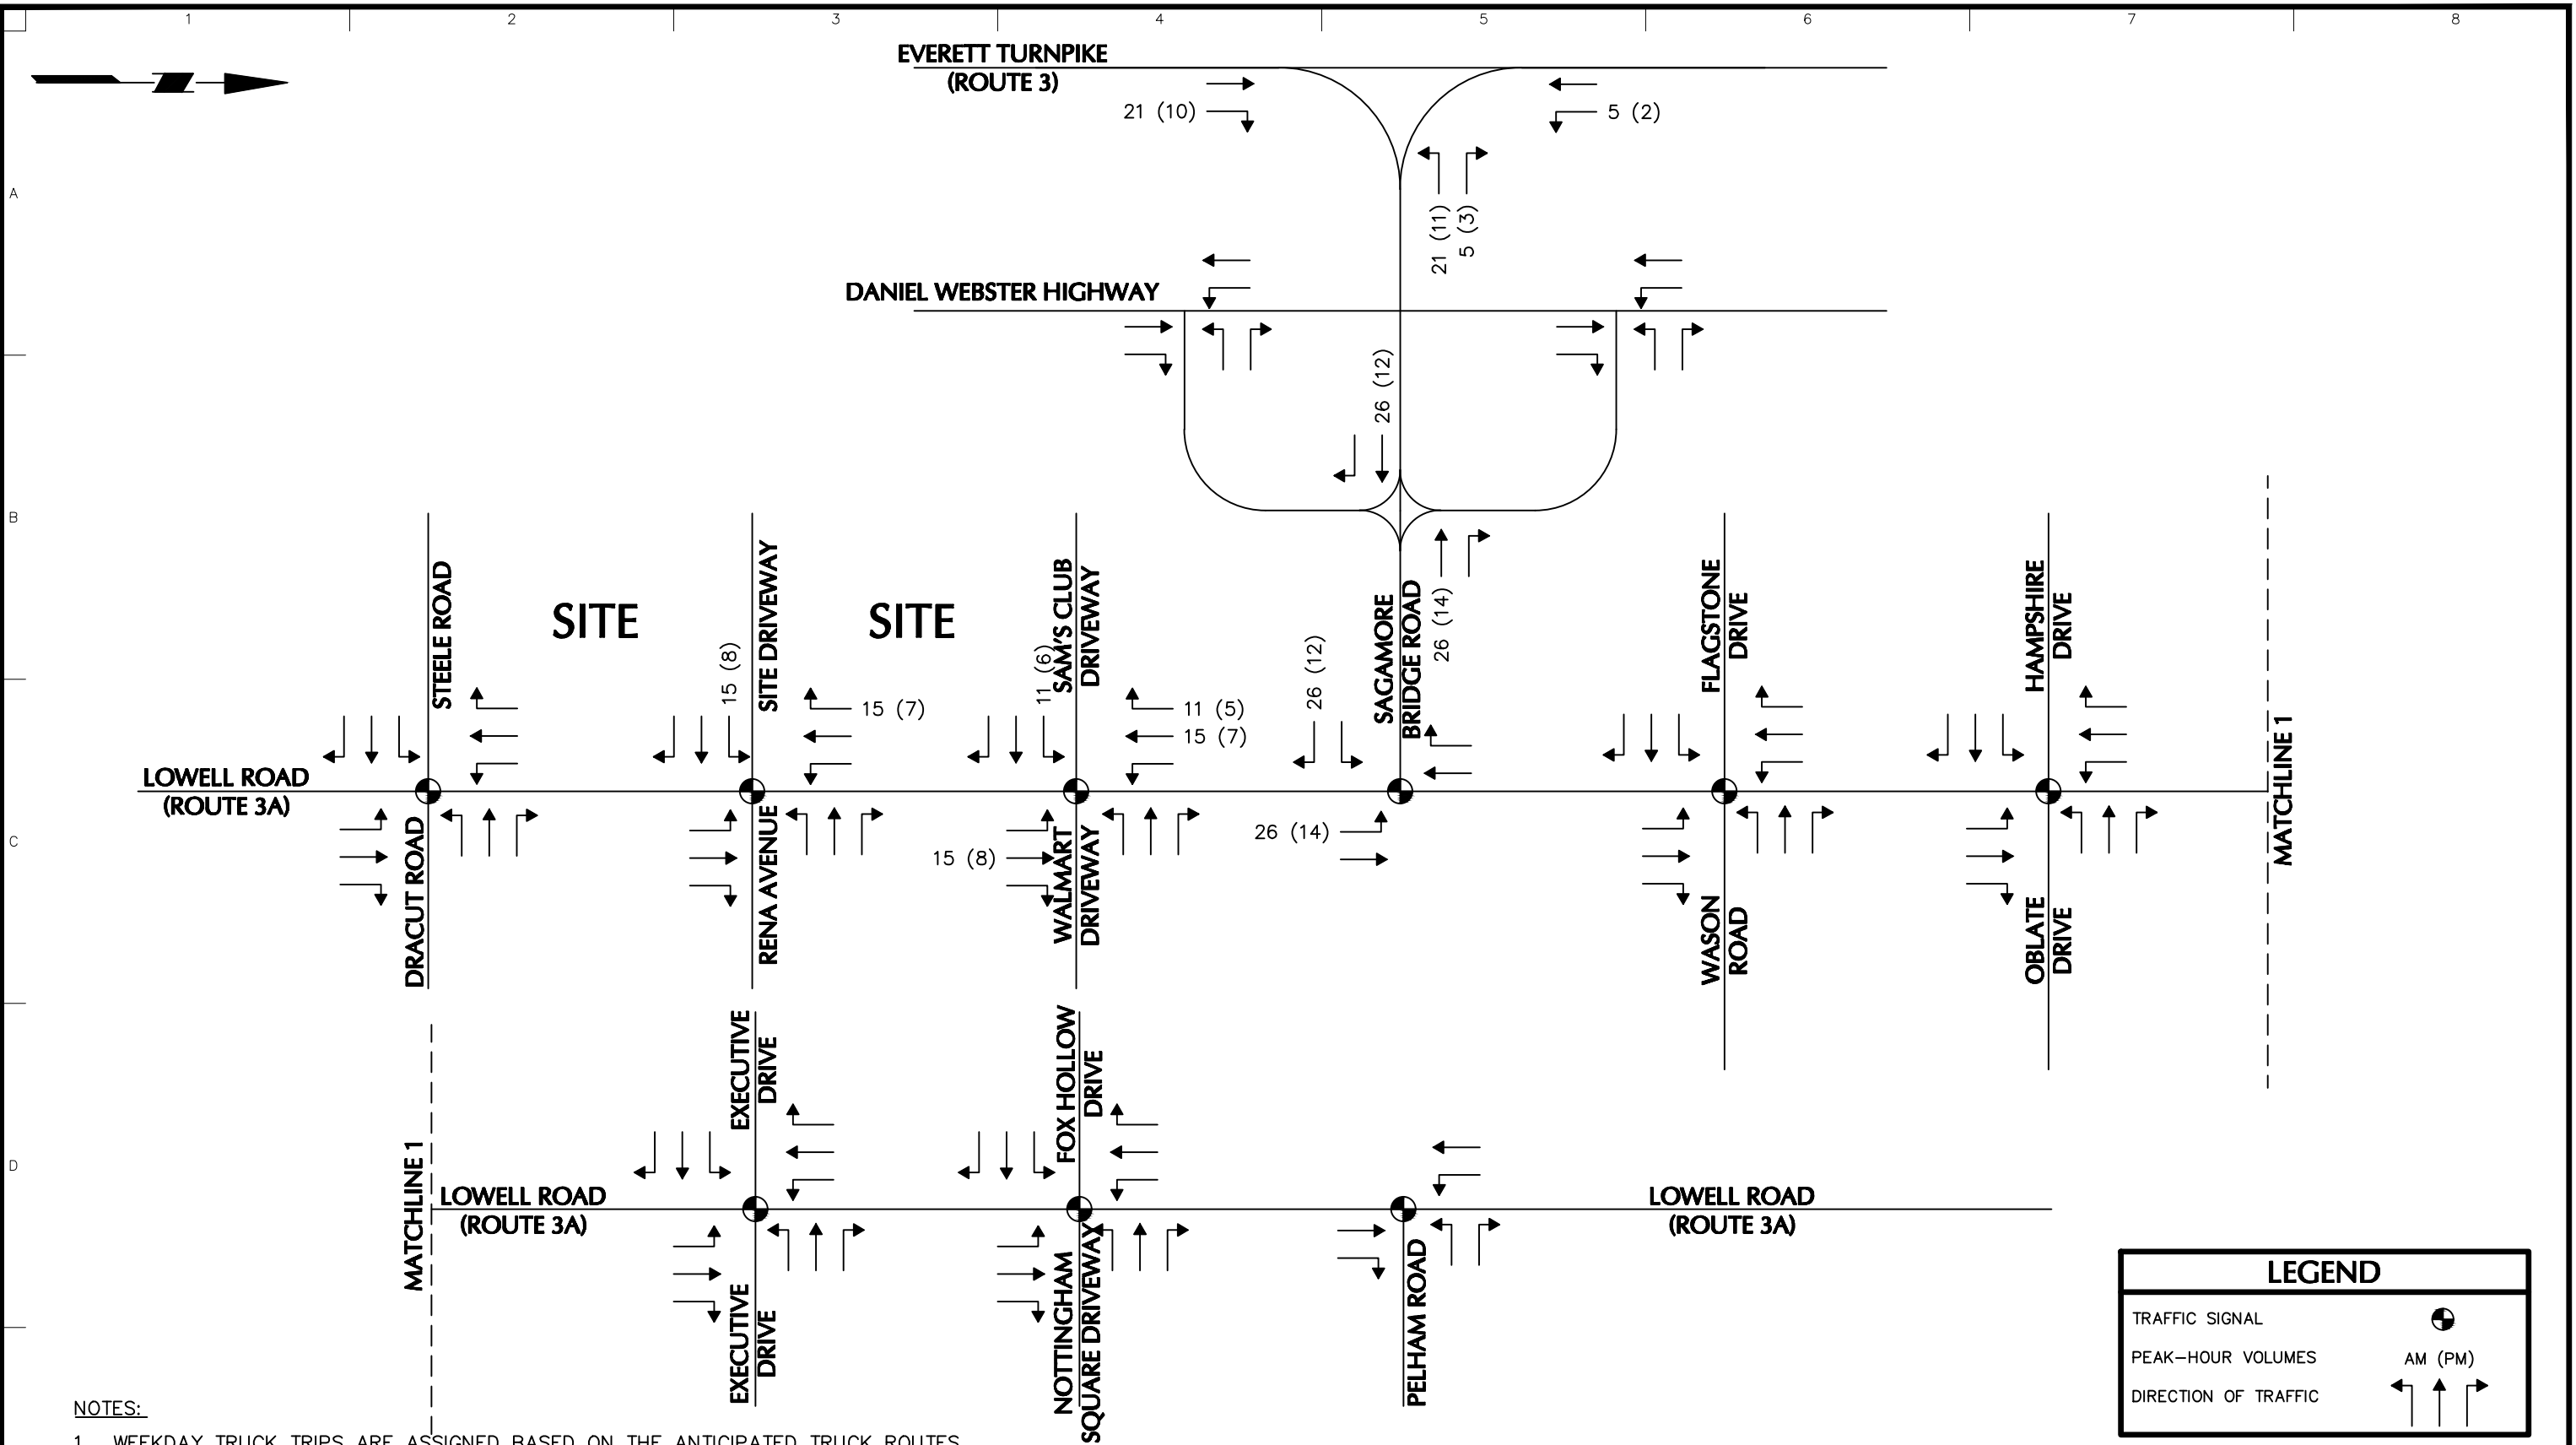 1
2
3
4
5
6
7
8
A
B
C
D
EVERETT TURNPIKE
(ROUTE 3)
21 (10)
5 (2)
21 (11)
5 (3)
DANIEL WEBSTER HIGHWAY
26 (12)
STEELE ROAD
SITE
15 (8)
SITE DRIVEWAY
SITE
11 (6)
SAM'S CLUB
DRIVEWAY
26 (12)
SAGAMORE
BRIDGE ROAD
26 (14)
FLAGSTONE
DRIVE
HAMPSHIRE
DRIVE
15 (7)
11 (5)
15 (7)
LOWELL ROAD
(ROUTE 3A)
DRACUT ROAD
RENA AVENUE
15 (8)
WALMART
DRIVEWAY
26 (14)
WASON
ROAD
OBLATE
DRIVE
MATCHLINE 1
MATCHLINE 1
LOWELL ROAD
(ROUTE 3A)
EXECUTIVE
DRIVE
EXECUTIVE
DRIVE
FOX HOLLOW
DRIVE
NOTTINGHAM
SQUARE DRIVEWAY
PELHAM ROAD
LOWELL ROAD
(ROUTE 3A)
LEGEND
TRAFFIC SIGNAL
PEAK-HOUR VOLUMES AM (PM)
DIRECTION OF TRAFFIC
NOTES:
1. WEEKDAY TRUCK TRIPS ARE ASSIGNED BASED ON THE ANTICIPATED TRUCK ROUTES